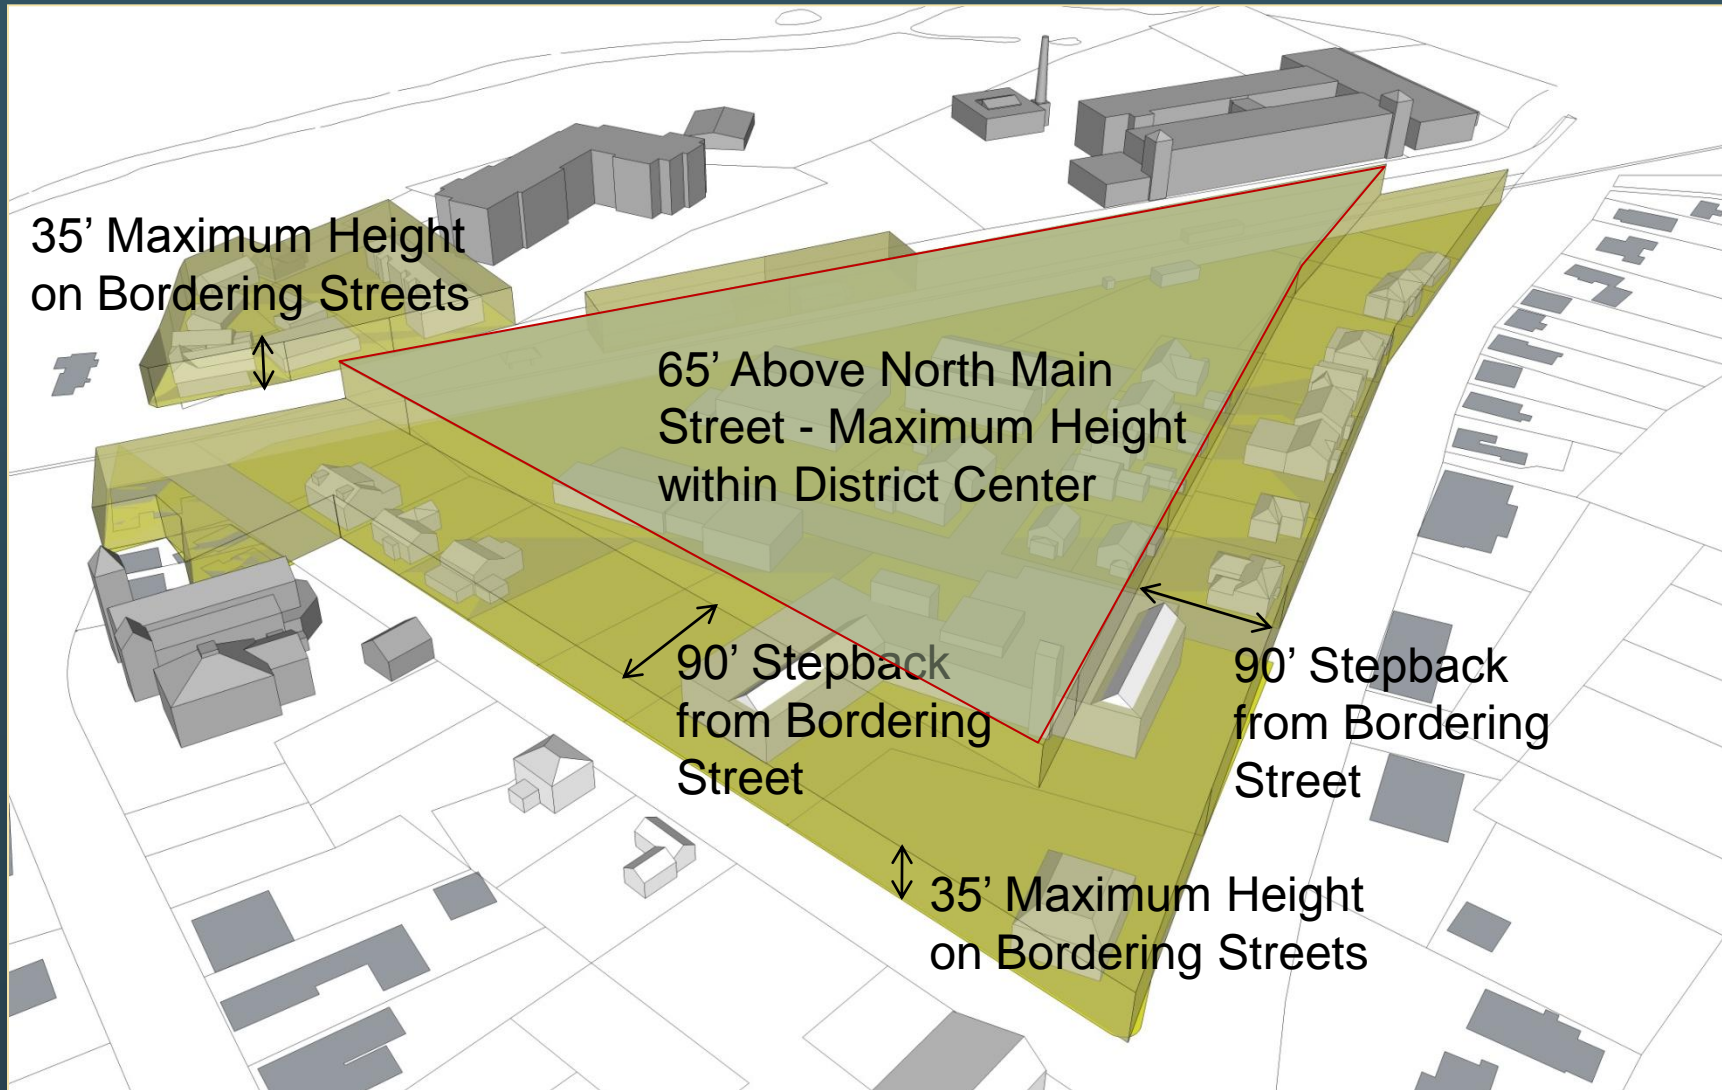 35’ Maximum Height
on Bordering Streets
65’ Above North Main
Street - Maximum Height
within District Center
90’ Stepback
from Bordering
Street
90’ Stepback
from Bordering
Street
35’ Maximum Height
on Bordering Streets